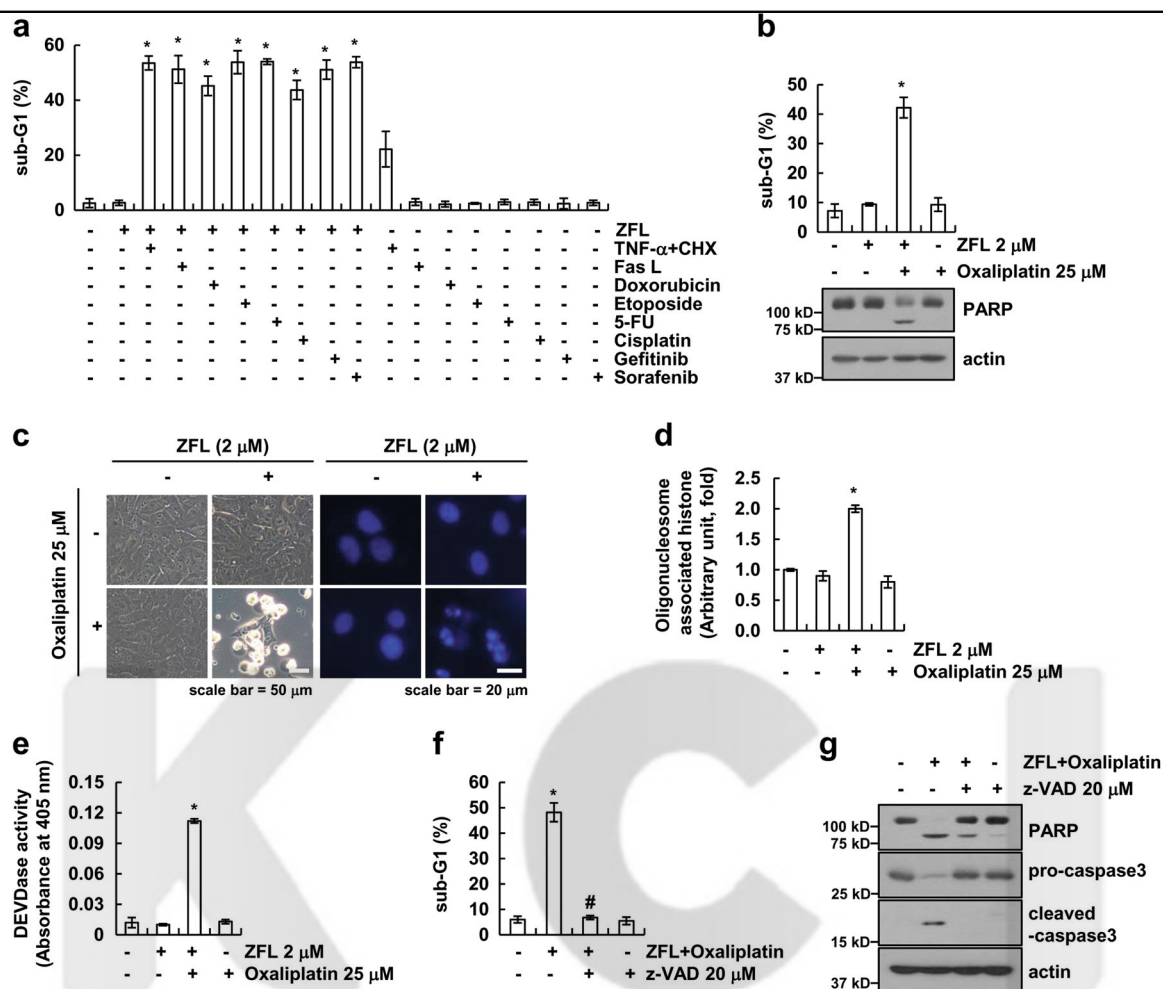 a
60
40
20
0
sub-G1 (%)
* * * * * * * *
- + + + + + + + + + - - - - - - - - ZFL
- - + - - - - - - - + - - - - - - - TNF-α+CHX
- - - + - - - - - - - + - - - - - - Fas L
- - - - + - - - - - - - + - - - - - Doxorubicin
- - - - - + - - - - - - - + - - - - Etoposide
- - - - - - + - - - - - - - + - - - 5-FU
- - - - - - - + - - - - - - - + - - Cisplatin
- - - - - - - - + - - - - - - - + - Gefitinib
- - - - - - - - - + - - - - - - - + Sorafenib
b
50
40
30
20
10
0
sub-G1 (%)
*
- + + - ZFL 2 μM
- - + + Oxaliplatin 25 μM
100 kD
75 kD
PARP
37 kD
actin
c
ZFL (2 μM) ZFL (2 μM)
- + - +
Oxaliplatin 25 μM
-
+
scale bar = 50 μm scale bar = 20 μm
d
2.5
2.0
1.5
1.0
0.5
0.0
Oligonucleosome
associated histone
(Arbitrary unit, fold)
*
- + + - ZFL 2 μM
- - + + Oxaliplatin 25 μM
e
0.15
0.12
0.09
0.06
0.03
0
DEVDase activity
(Absorbance at 405 nm)
*
- + + - ZFL 2 μM
- - + + Oxaliplatin 25 μM
f
60
50
40
30
20
10
0
sub-G1 (%)
*
#
- + + - ZFL+Oxaliplatin
- - + + z-VAD 20 μM
g
- + + - ZFL+Oxaliplatin
- - + + z-VAD 20 μM
100 kD
75 kD
PARP
pro-caspase3
25 kD
cleaved
-caspase3
15 kD
actin
37 kD
KCI